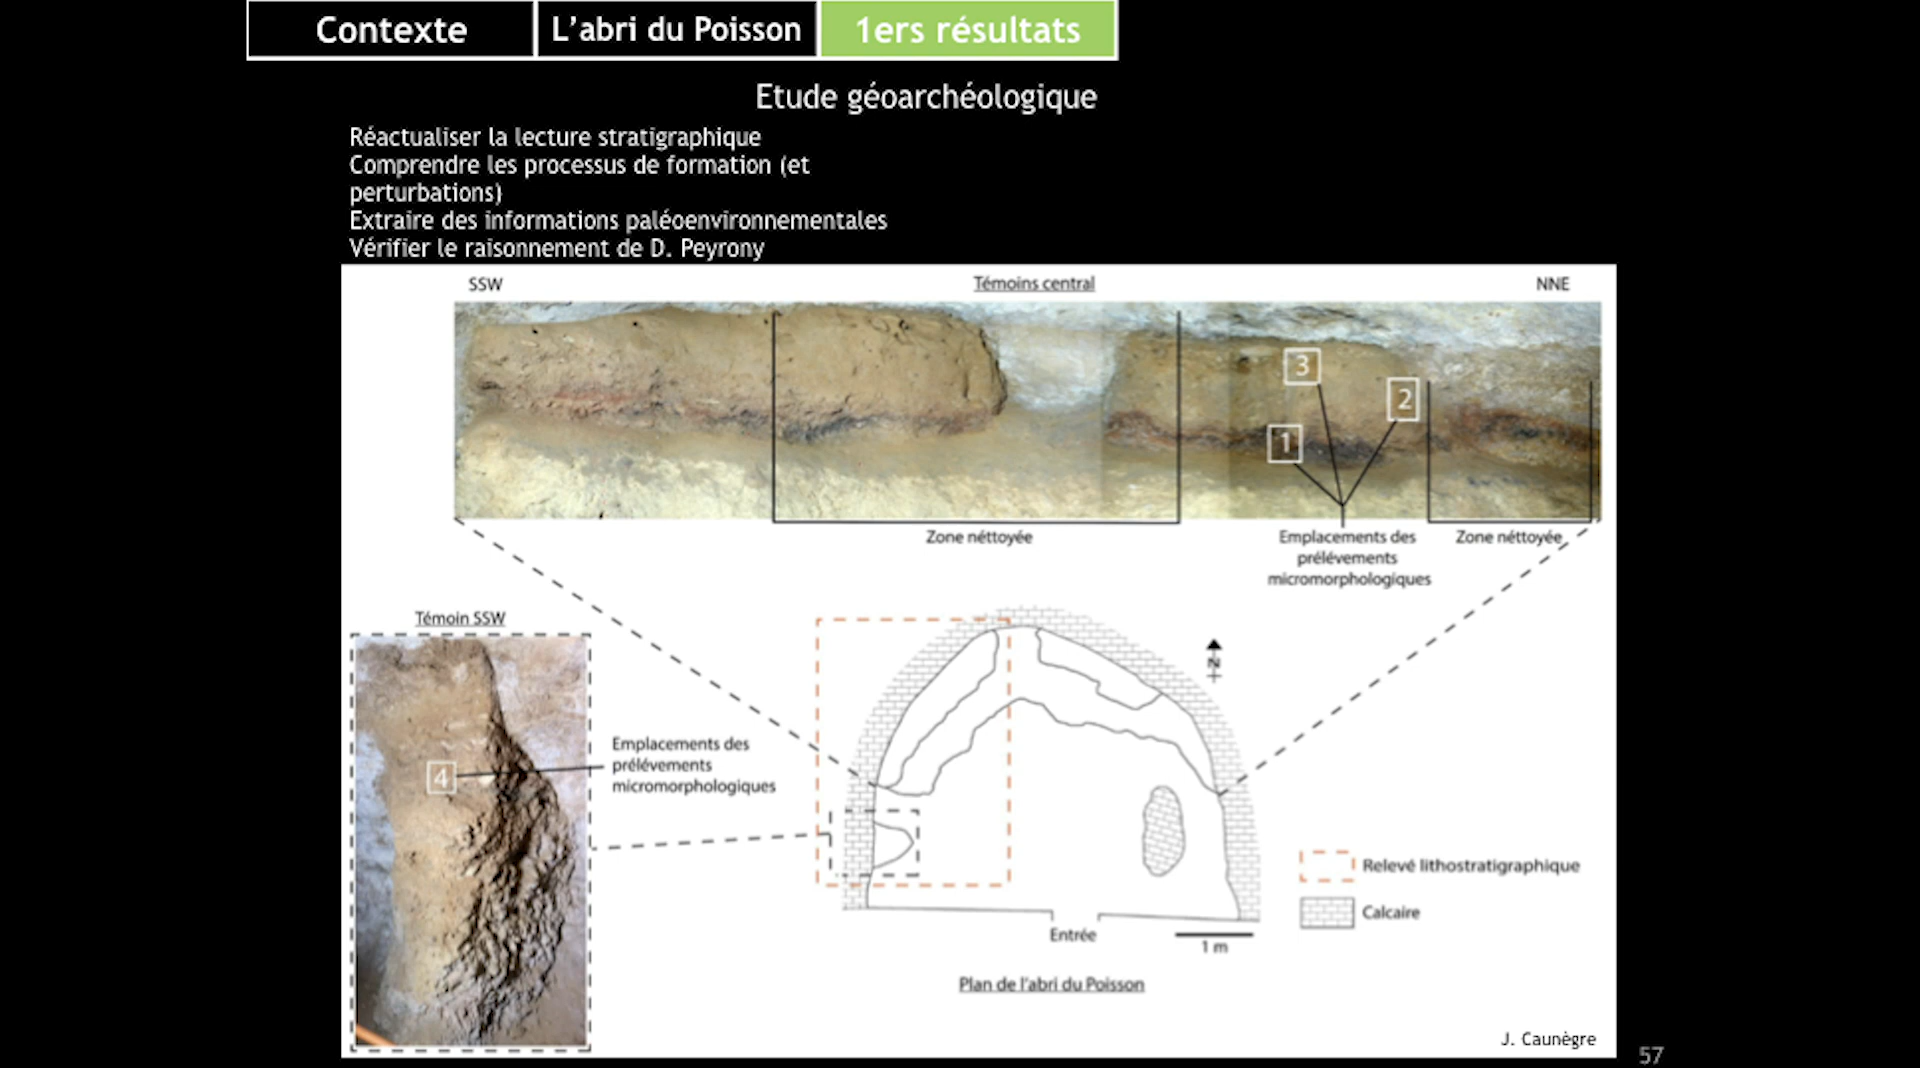 Contexte
L'abri du Poisson
1ers résultats
Etude géoarchéologique
Réactualiser la lecture stratigraphique
Comprendre les processus de formation (et
perturbations)
Extraire des informations paléoenvironnementales
Vérifier le raisonnement de D. Peyrony
SSW
Témoins central
NNE
3
2
1
Zone néttoyée
Emplacements des
prélévements
micromorphologiques
Zone néttoyée
Témoin SSW
4
Emplacements des
prélévements
micromorphologiques
N
Relevé lithostratigraphique
Calcaire
Entrée
1 m
Plan de l'abri du Poisson
J. Caunègre
57